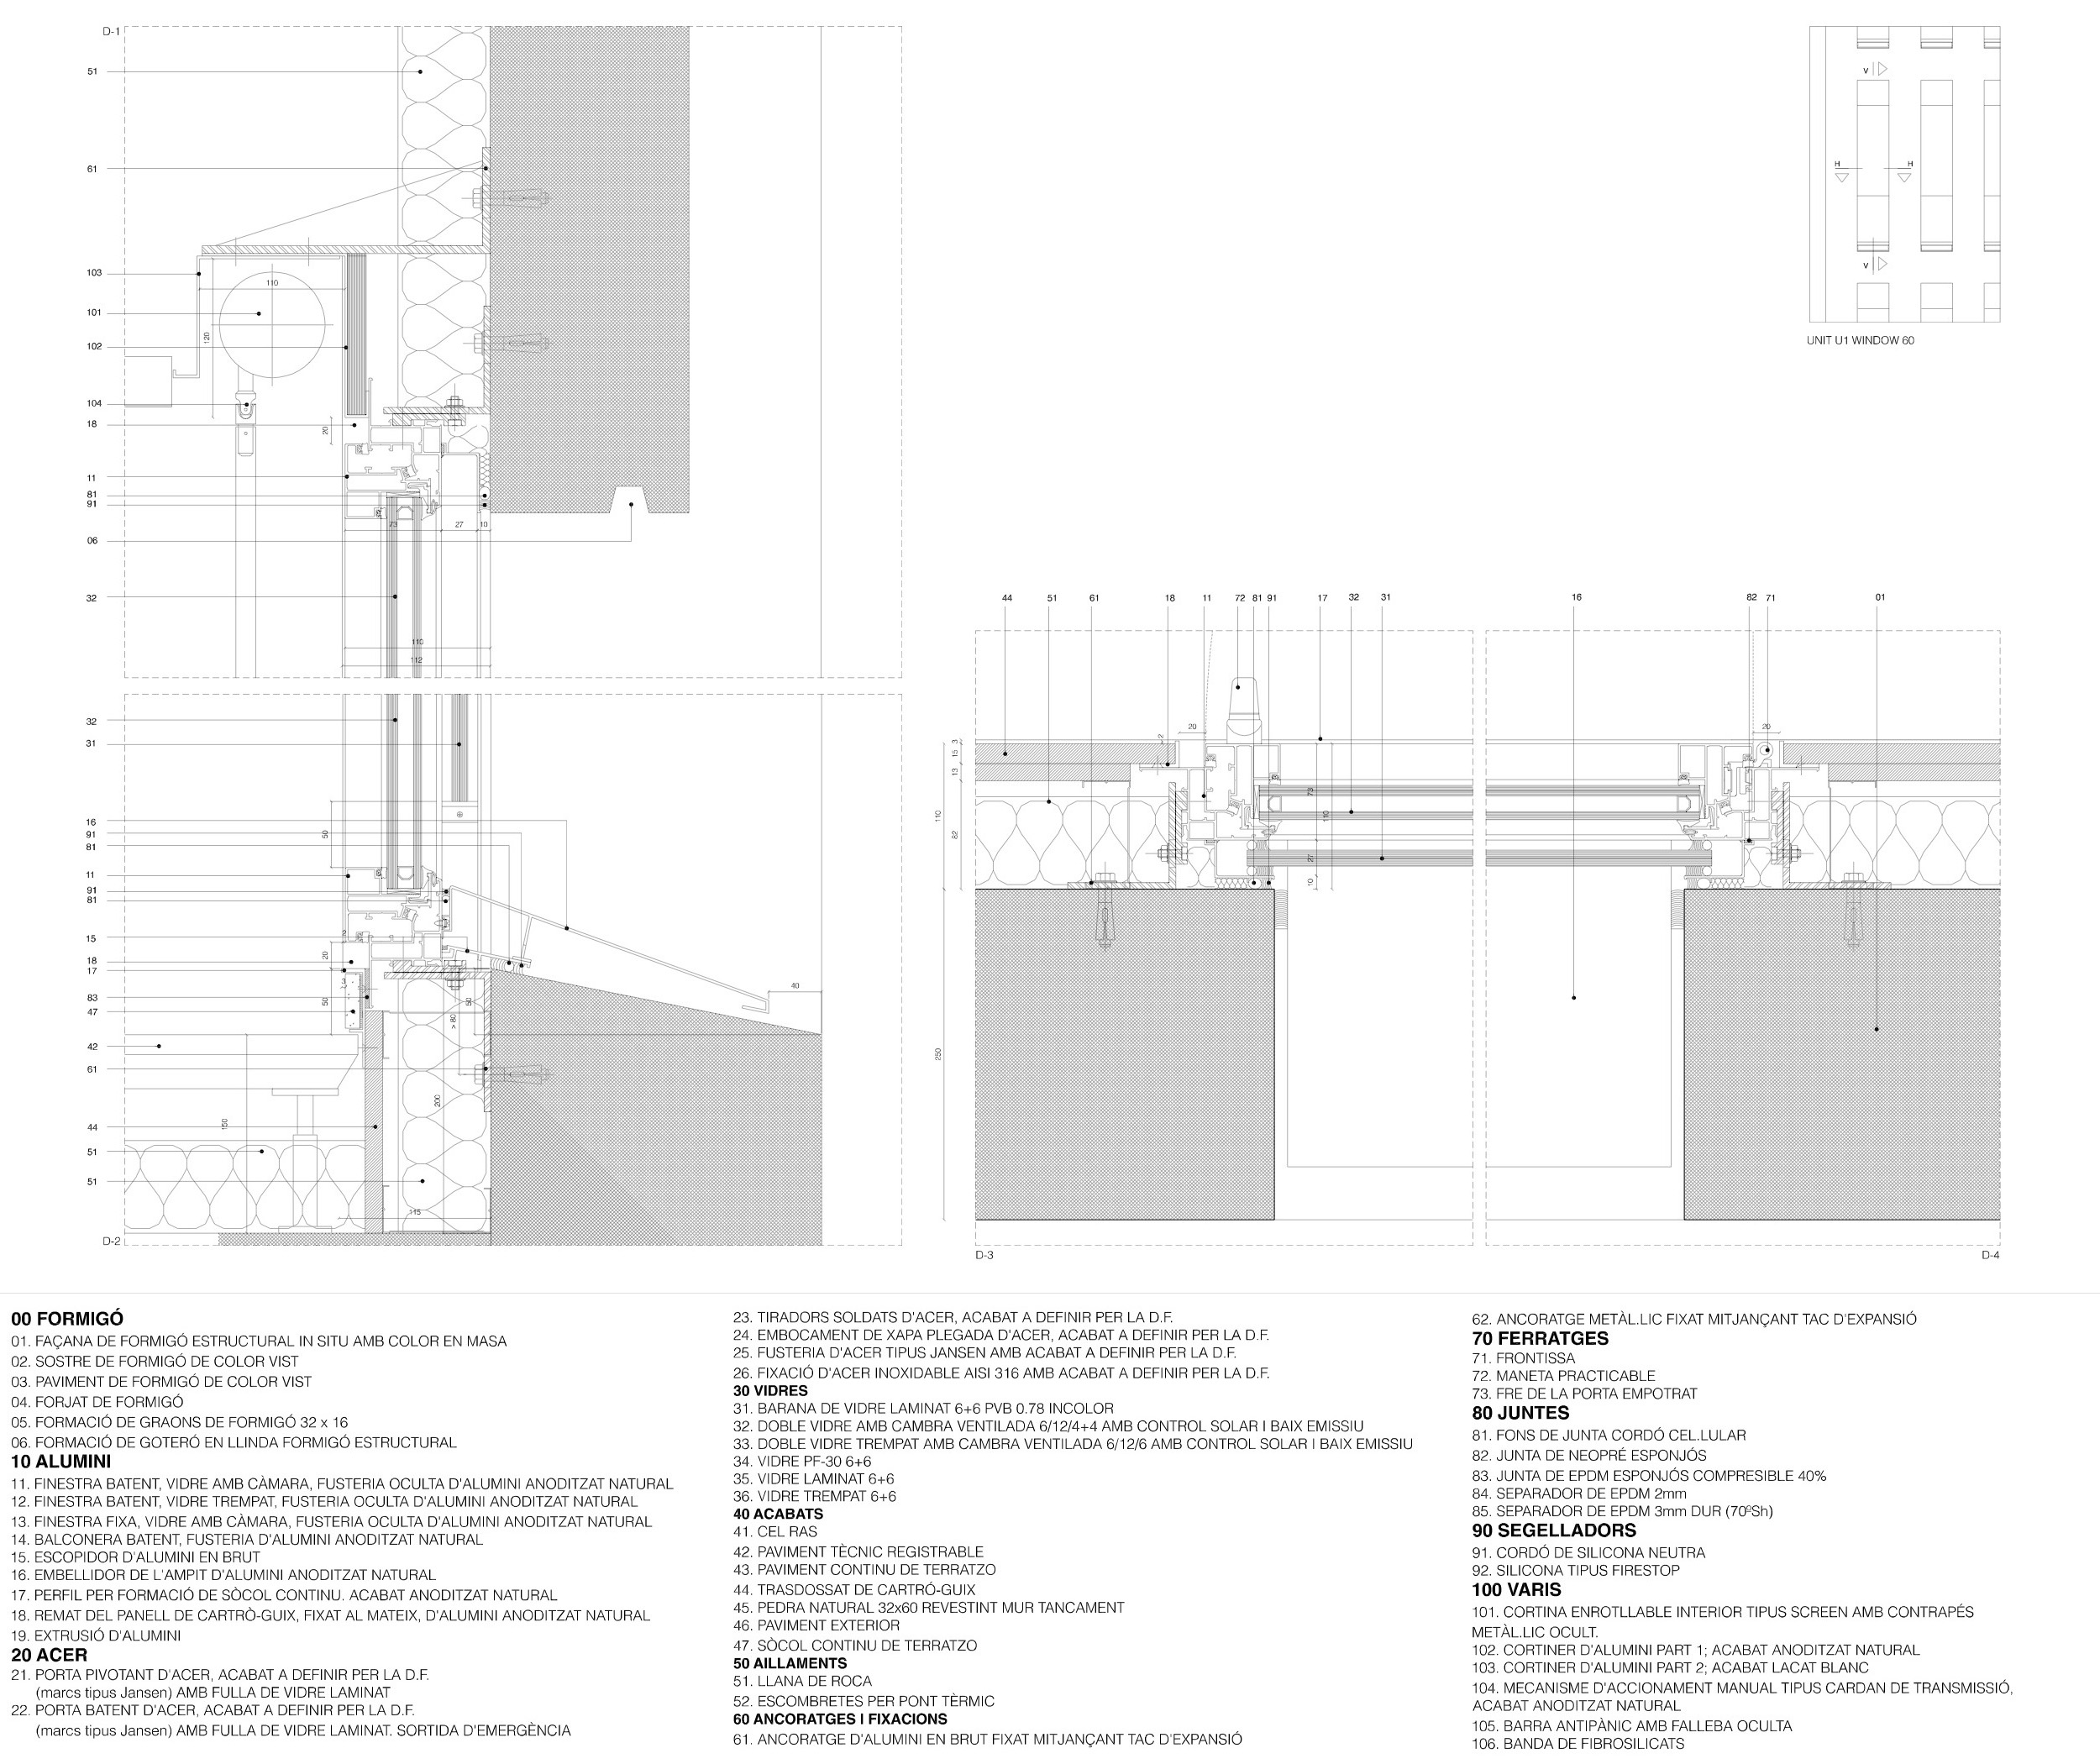 D-1
51
61
103
110
101
120
102
104
18
20
11
81
91
73
27
10
06
32
110
112
32
31
16
91
81
50
11
91
81
15
2
18
20
17
3
40
83
50
50
47
> 80
42
61
200
150
44
51
51
115
D-2
V
H
H
V
UNIT U1 WINDOW 60
44
51
61
18
11
72
81
91
17
32
31
16
82
71
01
20
20
2
3
15
13
73
110
110
82
27
10
250
D-3
D-4
00 FORMIGÓ
01. FAÇANA DE FORMIGÓ ESTRUCTURAL IN SITU AMB COLOR EN MASA
02. SOSTRE DE FORMIGÓ DE COLOR VIST
03. PAVIMENT DE FORMIGÓ DE COLOR VIST
04. FORJAT DE FORMIGÓ
05. FORMACIÓ DE GRAONS DE FORMIGÓ 32 x 16
06. FORMACIÓ DE GOTERÓ EN LLINDA FORMIGÓ ESTRUCTURAL
10 ALUMINI
11. FINESTRA BATENT, VIDRE AMB CÀMARA, FUSTERIA OCULTA D'ALUMINI ANODITZAT NATURAL
12. FINESTRA BATENT, VIDRE TREMPAT, FUSTERIA OCULTA D'ALUMINI ANODITZAT NATURAL
13. FINESTRA FIXA, VIDRE AMB CÀMARA, FUSTERIA OCULTA D'ALUMINI ANODITZAT NATURAL
14. BALCONERA BATENT, FUSTERIA D'ALUMINI ANODITZAT NATURAL
15. ESCOPIDOR D'ALUMINI EN BRUT
16. EMBELLIDOR DE L'AMPIT D'ALUMINI ANODITZAT NATURAL
17. PERFIL PER FORMACIÓ DE SÒCOL CONTINU. ACABAT ANODITZAT NATURAL
18. REMAT DEL PANELL DE CARTRÒ-GUIX, FIXAT AL MATEIX, D'ALUMINI ANODITZAT NATURAL
19. EXTRUSIÓ D'ALUMINI
20 ACER
21. PORTA PIVOTANT D'ACER, ACABAT A DEFINIR PER LA D.F.
(marcs tipus Jansen) AMB FULLA DE VIDRE LAMINAT
22. PORTA BATENT D'ACER, ACABAT A DEFINIR PER LA D.F.
(marcs tipus Jansen) AMB FULLA DE VIDRE LAMINAT. SORTIDA D'EMERGÈNCIA
23. TIRADORS SOLDATS D'ACER, ACABAT A DEFINIR PER LA D.F.
24. EMBOCAMENT DE XAPA PLEGADA D'ACER, ACABAT A DEFINIR PER LA D.F.
25. FUSTERIA D'ACER TIPUS JANSEN AMB ACABAT A DEFINIR PER LA D.F.
26. FIXACIÓ D'ACER INOXIDABLE AISI 316 AMB ACABAT A DEFINIR PER LA D.F.
30 VIDRES
31. BARANA DE VIDRE LAMINAT 6+6 PVB 0.78 INCOLOR
32. DOBLE VIDRE AMB CAMBRA VENTILADA 6/12/4+4 AMB CONTROL SOLAR I BAIX EMISSIU
33. DOBLE VIDRE TREMPAT AMB CAMBRA VENTILADA 6/12/6 AMB CONTROL SOLAR I BAIX EMISSIU
34. VIDRE PF-30 6+6
35. VIDRE LAMINAT 6+6
36. VIDRE TREMPAT 6+6
40 ACABATS
41. CEL RAS
42. PAVIMENT TÈCNIC REGISTRABLE
43. PAVIMENT CONTINU DE TERRATZO
44. TRASDOSSAT DE CARTRÓ-GUIX
45. PEDRA NATURAL 32x60 REVESTINT MUR TANCAMENT
46. PAVIMENT EXTERIOR
47. SÒCOL CONTINU DE TERRATZO
50 AILLAMENTS
51. LLANA DE ROCA
52. ESCOMBRETES PER PONT TÈRMIC
60 ANCORATGES I FIXACIONS
61. ANCORATGE D'ALUMINI EN BRUT FIXAT MITJANÇANT TAC D'EXPANSIÓ
62. ANCORATGE METÀL.LIC FIXAT MITJANÇANT TAC D'EXPANSIÓ
70 FERRATGES
71. FRONTISSA
72. MANETA PRACTICABLE
73. FRE DE LA PORTA EMPOTRAT
80 JUNTES
81. FONS DE JUNTA CORDÓ CEL.LULAR
82. JUNTA DE NEOPRÉ ESPONJÓS
83. JUNTA DE EPDM ESPONJÓS COMPRESIBLE 40%
84. SEPARADOR DE EPDM 2mm
85. SEPARADOR DE EPDM 3mm DUR (70ºSh)
90 SEGELLADORS
91. CORDÓ DE SILICONA NEUTRA
92. SILICONA TIPUS FIRESTOP
100 VARIS
101. CORTINA ENROTLLABLE INTERIOR TIPUS SCREEN AMB CONTRAPÉS
METÀL.LIC OCULT.
102. CORTINER D'ALUMINI PART 1; ACABAT ANODITZAT NATURAL
103. CORTINER D'ALUMINI PART 2; ACABAT LACAT BLANC
104. MECANISME D'ACCIONAMENT MANUAL TIPUS CARDAN DE TRANSMISSIÓ,
ACABAT ANODITZAT NATURAL
105. BARRA ANTIPÀNIC AMB FALLEBA OCULTA
106. BANDA DE FIBROSILICATS